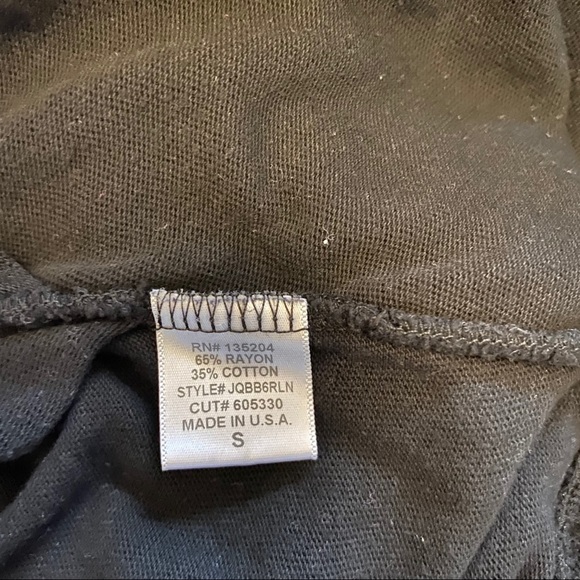 RN# 135204
65% RAYON
35% COTTON
STYLE# JQBB6RLN
CUT# 605330
MADE IN U.S.A.
S